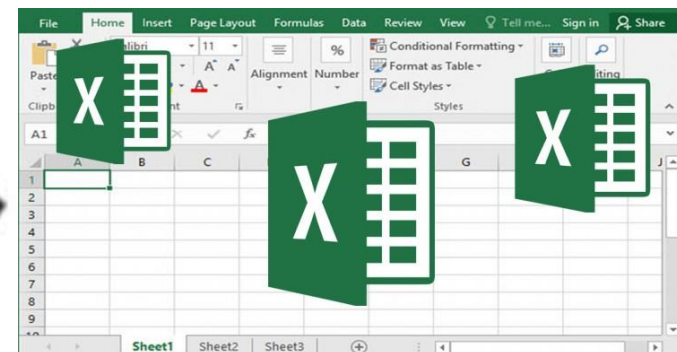 File Home Insert Page Layout Formulas Data Review View Tell me... Sign in Share
11 % Conditional Formatting
Paste A A Alignment Number Format as Table
A Cell Styles
Styles
A1 fx
A B C G J
1
2
3
4
5
6
7
8
9
Sheet1 Sheet2 Sheet3
X
X
X